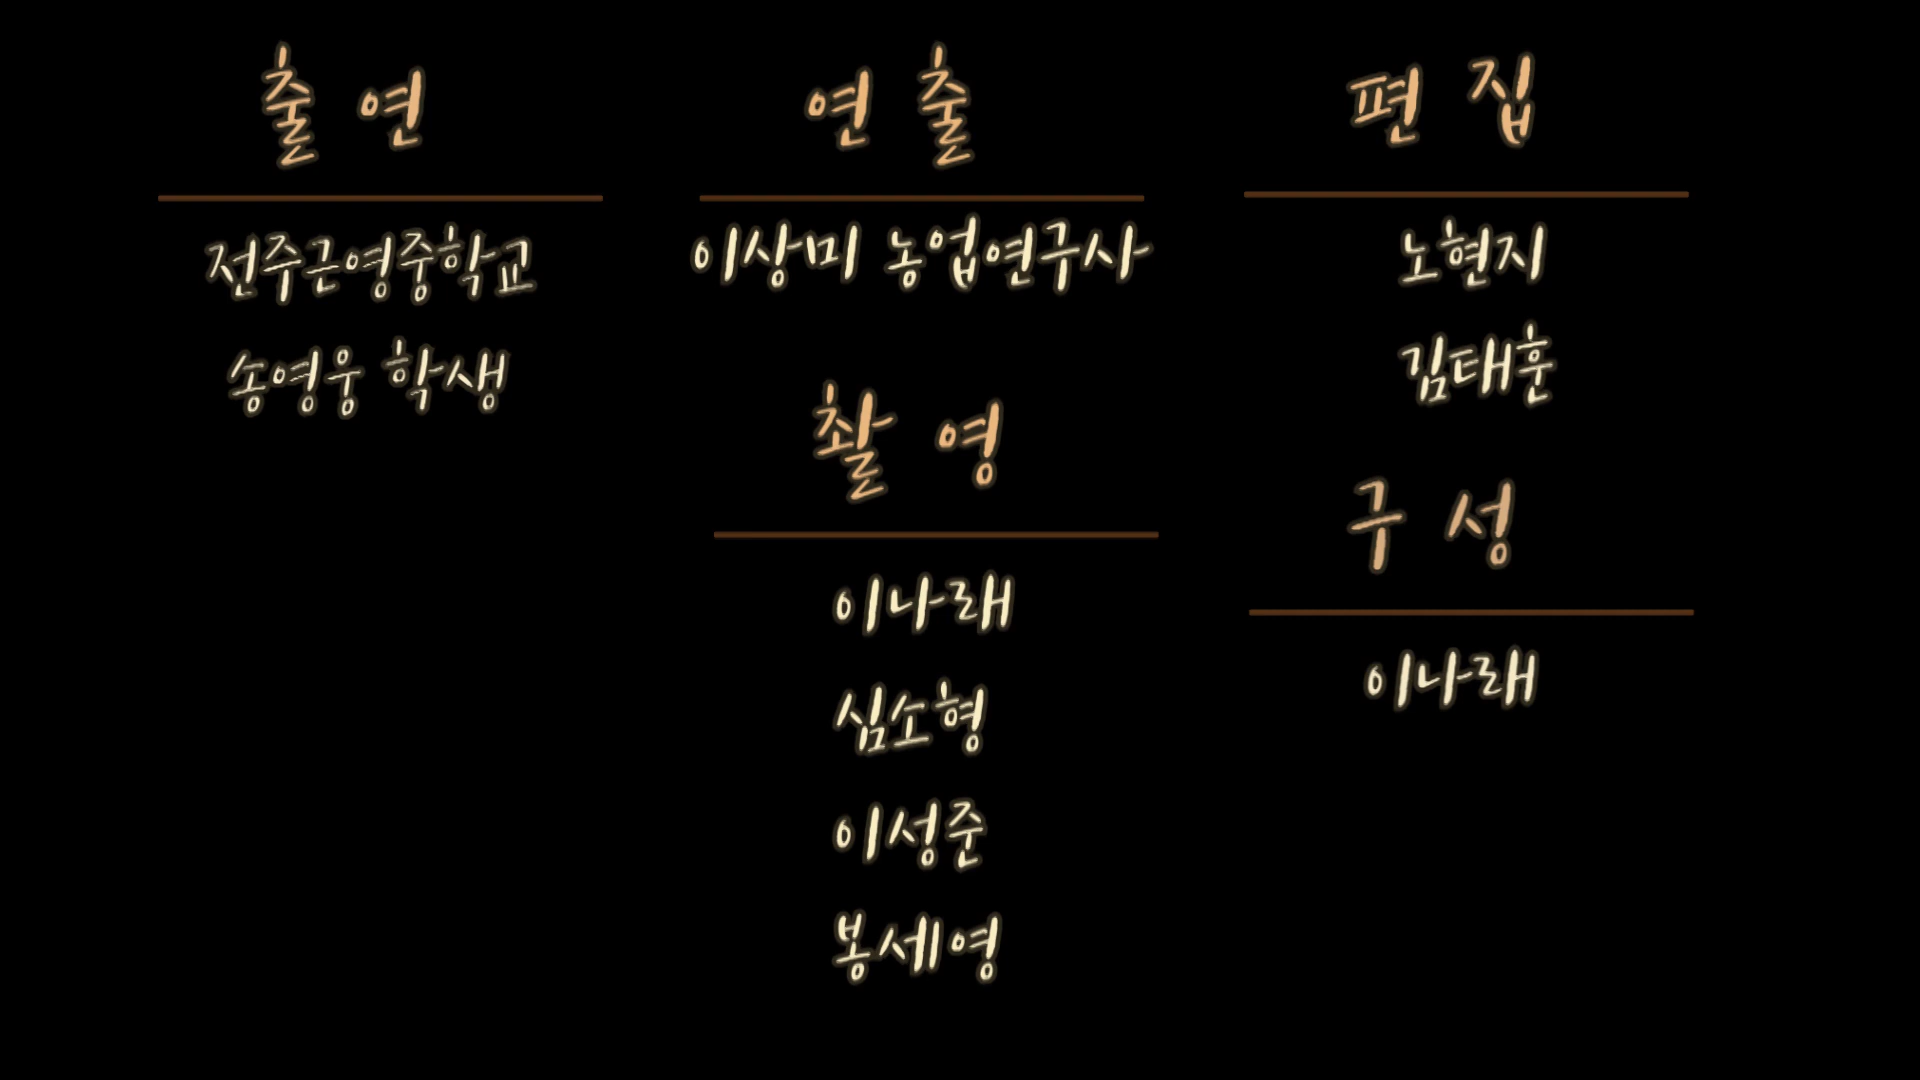 출 연
전주근영중학교
송영웅 학생
연 출
이상미 농업연구사
촬 영
이나래
심소형
이성준
봉세영
편 집
노현지
김태훈
구 성
이나래